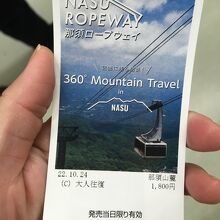 NASU
ROPEWAY
那須ロープウェイ
360° Mountain Travel
in
NASU
22.10.24
那須山麓
(C) 大人往復
1,800円
発売当日限り有効